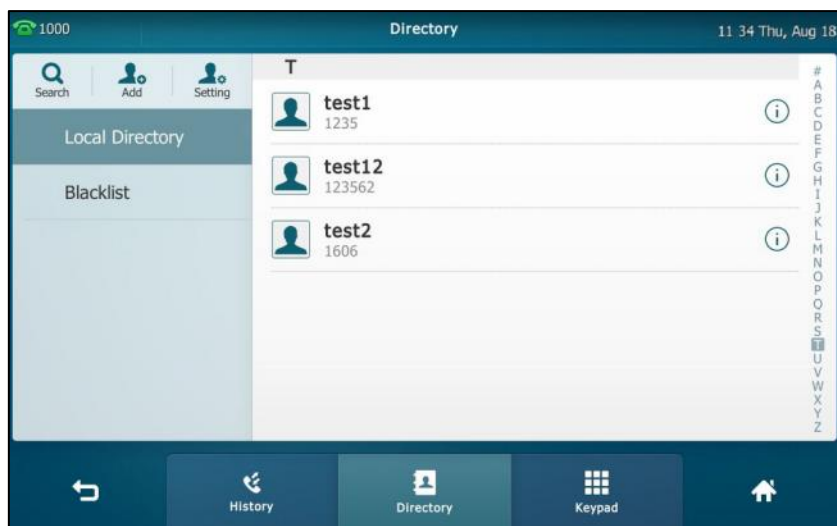 1000
Directory
11 34 Thu, Aug 18
Search
Add
Setting
Local Directory
Blacklist
T
test1
1235
test12
123562
test2
1606
#
A
B
C
D
E
F
G
H
I
J
K
L
M
N
O
P
Q
R
S
T
U
V
W
X
Y
Z
History
Directory
Keypad